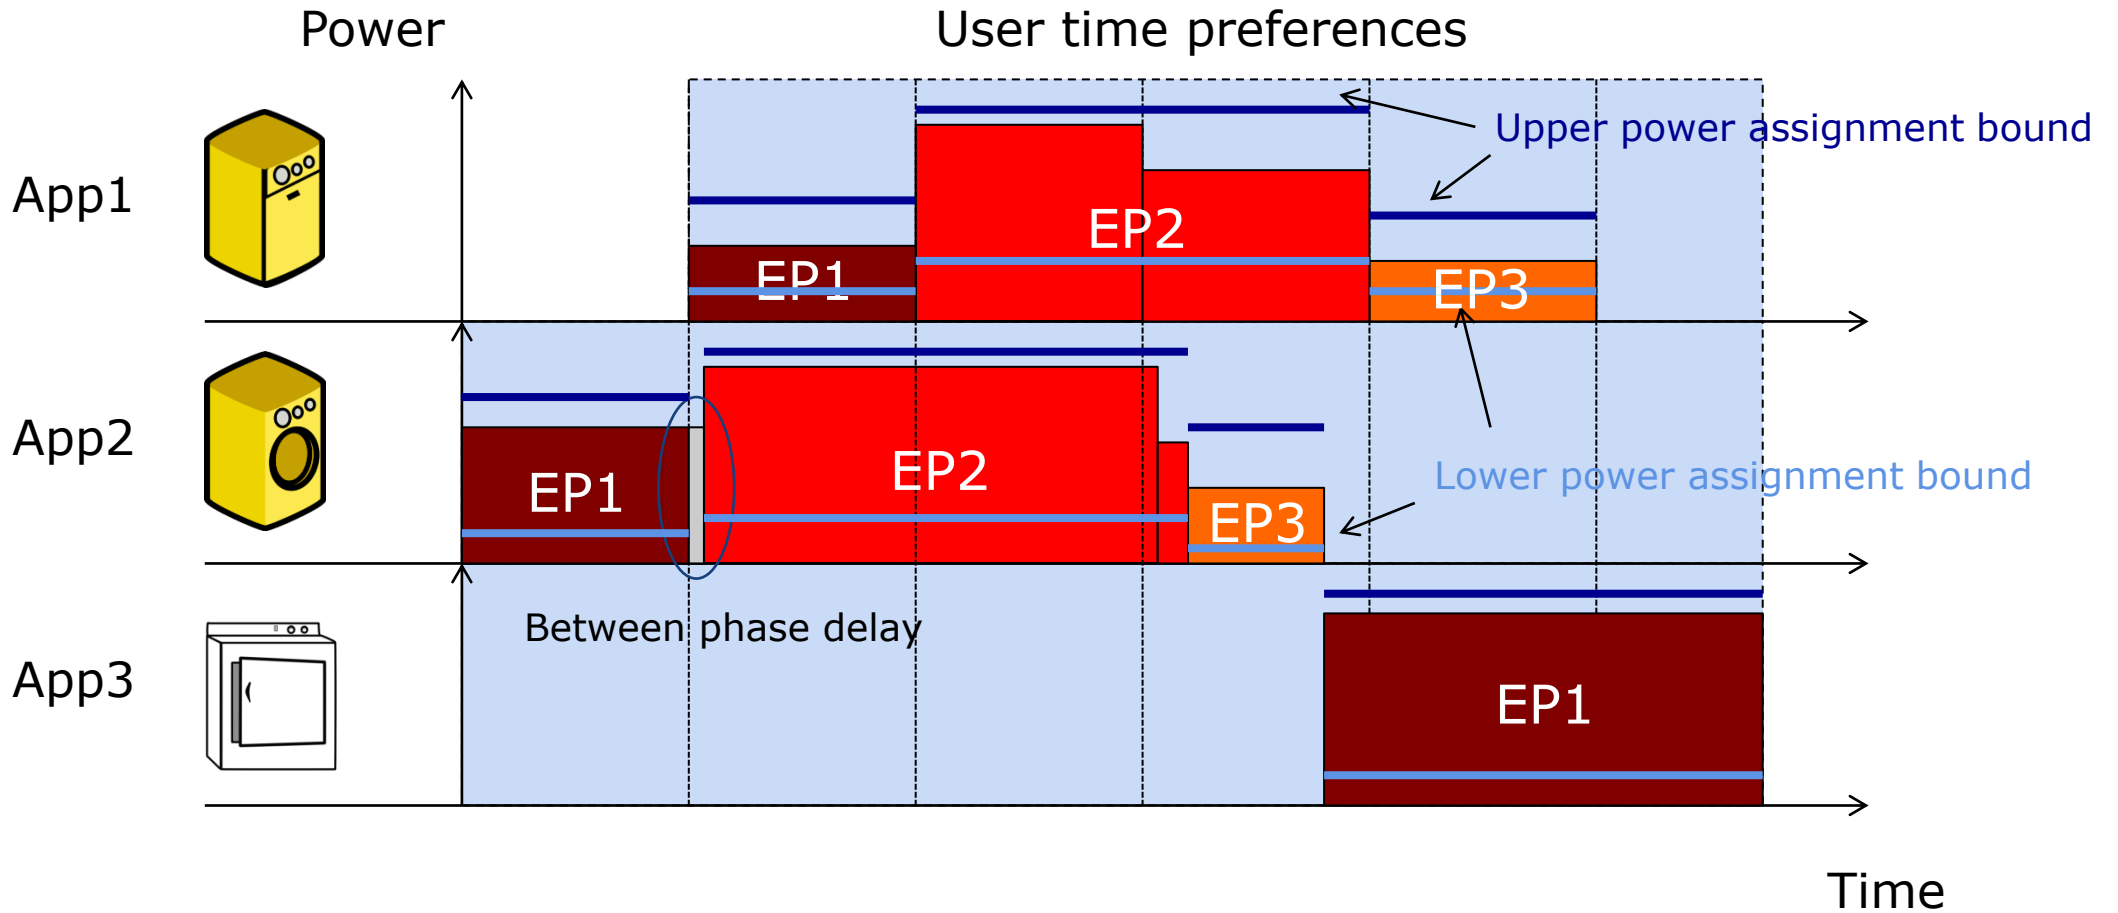 Power
User time preferences
Upper power assignment bound
App1
EP1
EP2
EP3
App2
EP1
EP2
EP3
Lower power assignment bound
Between phase delay
App3
EP1
Time